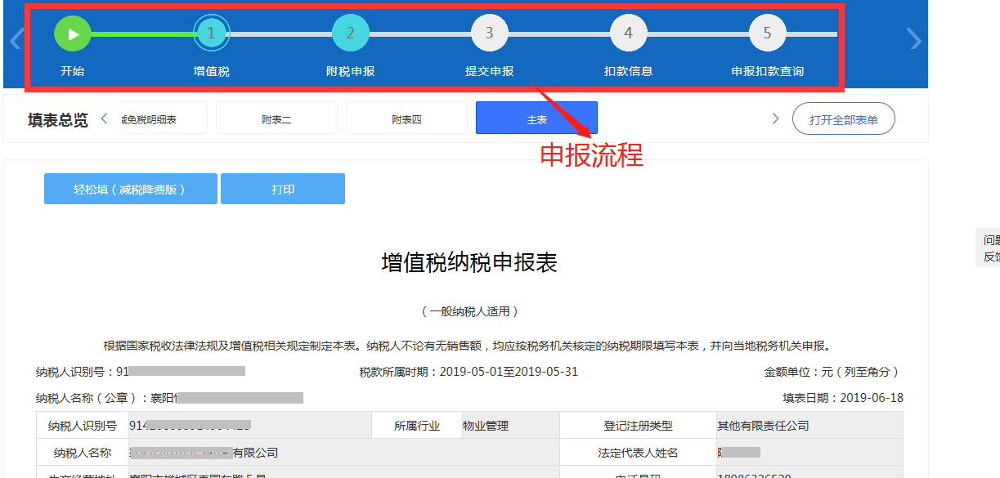 1 2 3 4 5
开始 增值税 附税申报 提交申报 扣款信息 申报扣款查询
填表总览 减免税明细表 附表二 附表四 主表 打开全部表单
申报流程
轻松填（减税降费版） 打印
问题
反馈
增值税纳税申报表
（一般纳税人适用）
根据国家税收法律法规及增值税相关规定制定本表。纳税人不论有无销售额，均应按税务机关核定的纳税期限填写本表，并向当地税务机关申报。
纳税人识别号：91 税款所属时期：2019-05-01至2019-05-31 金额单位：元（列至角分）
纳税人名称（公章）：襄阳 填表日期：2019-06-18
纳税人识别号 914 所属行业 物业管理 登记注册类型 其他有限责任公司
纳税人名称 有限公司 法定代表人姓名